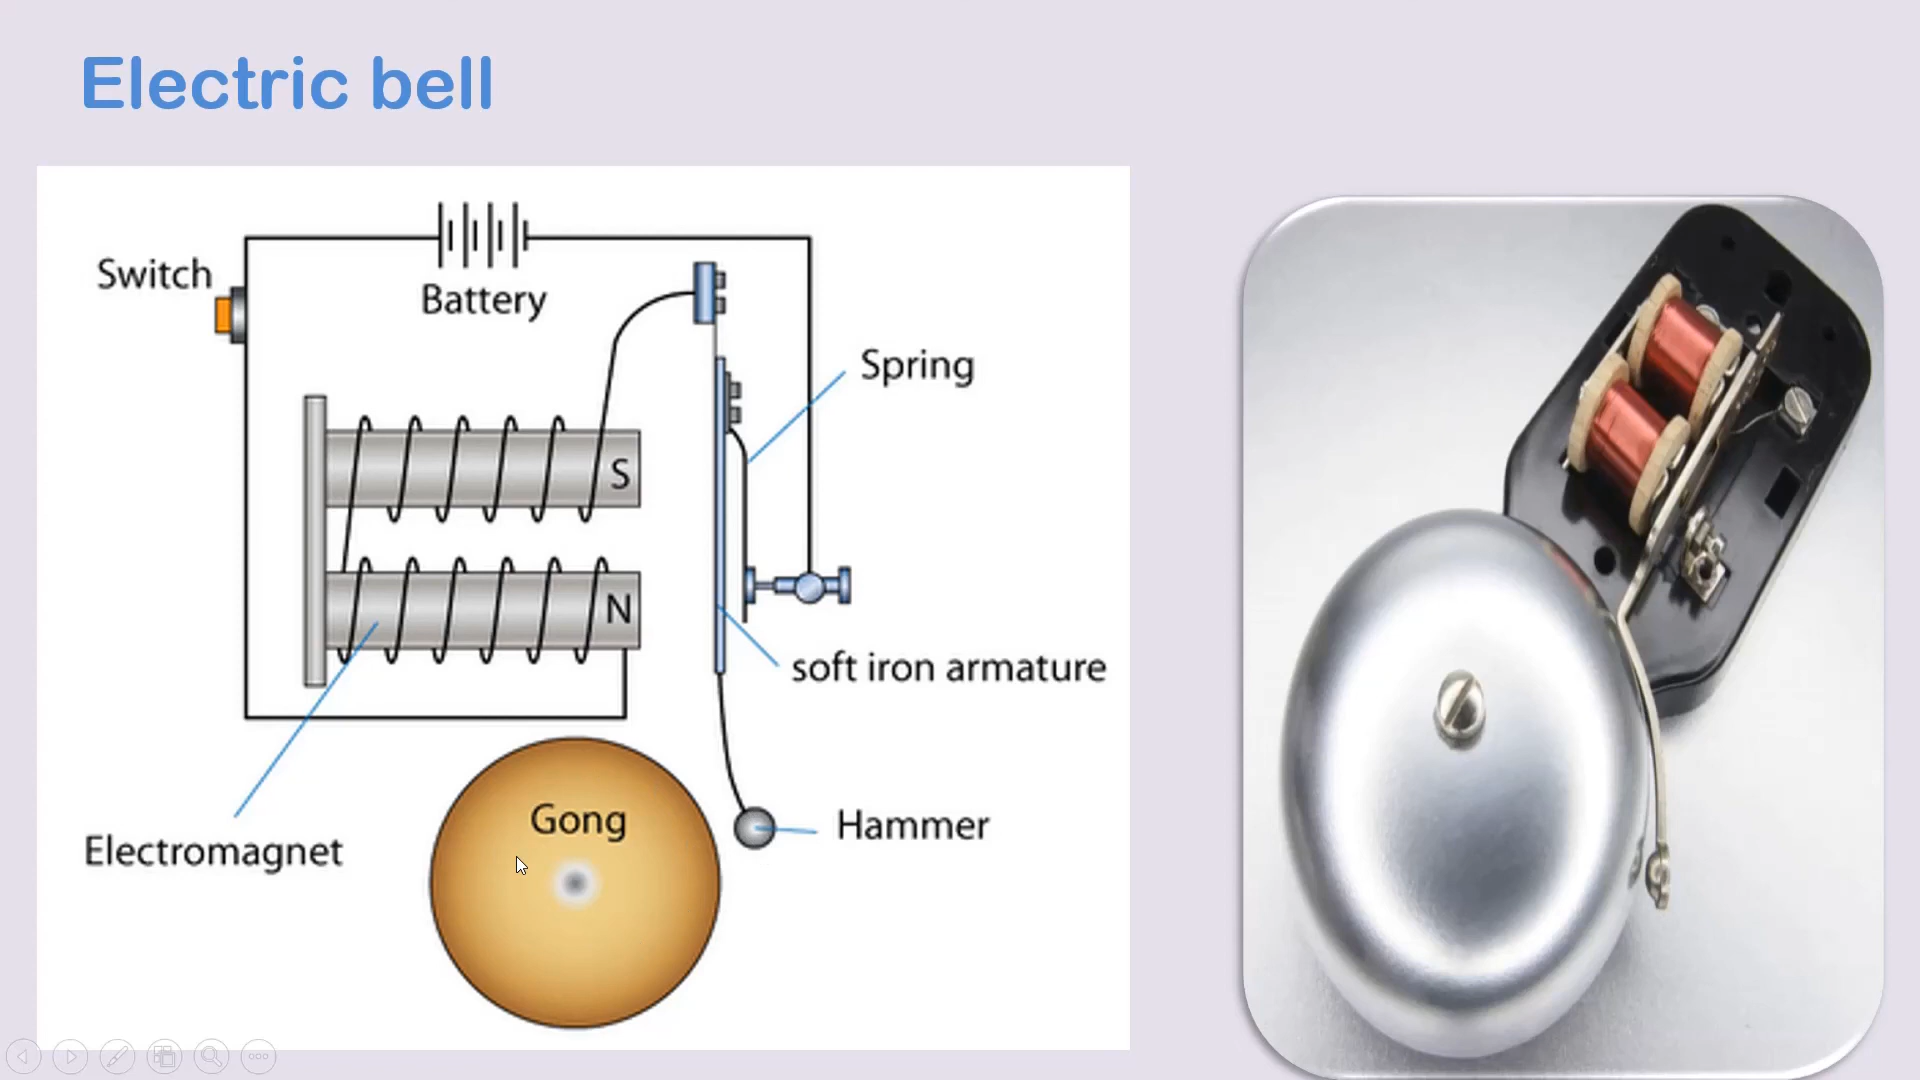 Electric bell
Switch
Battery
Spring
S
N
soft iron armature
Gong
Hammer
Electromagnet